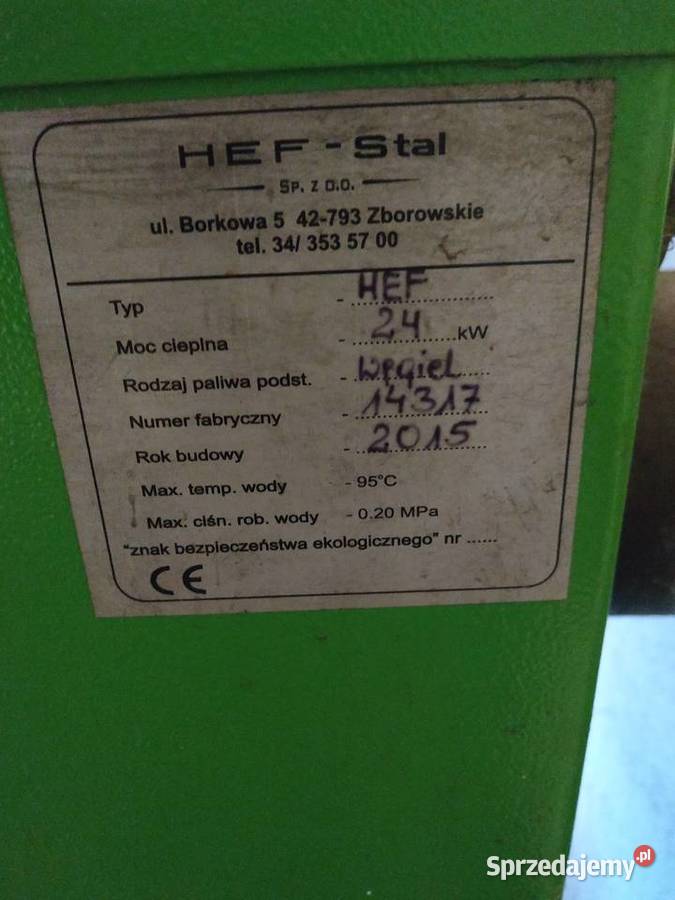 HEF-Stal
Sp. z o.o.
ul. Borkowa 5 42-793 Zborowskie
tel. 34/ 353 57 00
Typ - HEF
Moc cieplna - 24 kW
Rodzaj paliwa podst. - Węgiel
Numer fabryczny - 14317
Rok budowy - 2015
Max. temp. wody - 95°C
Max. ciśn. rob. wody - 0.20 MPa
"znak bezpieczeństwa ekologicznego" nr ......
CE
Sprzedajemy.pl